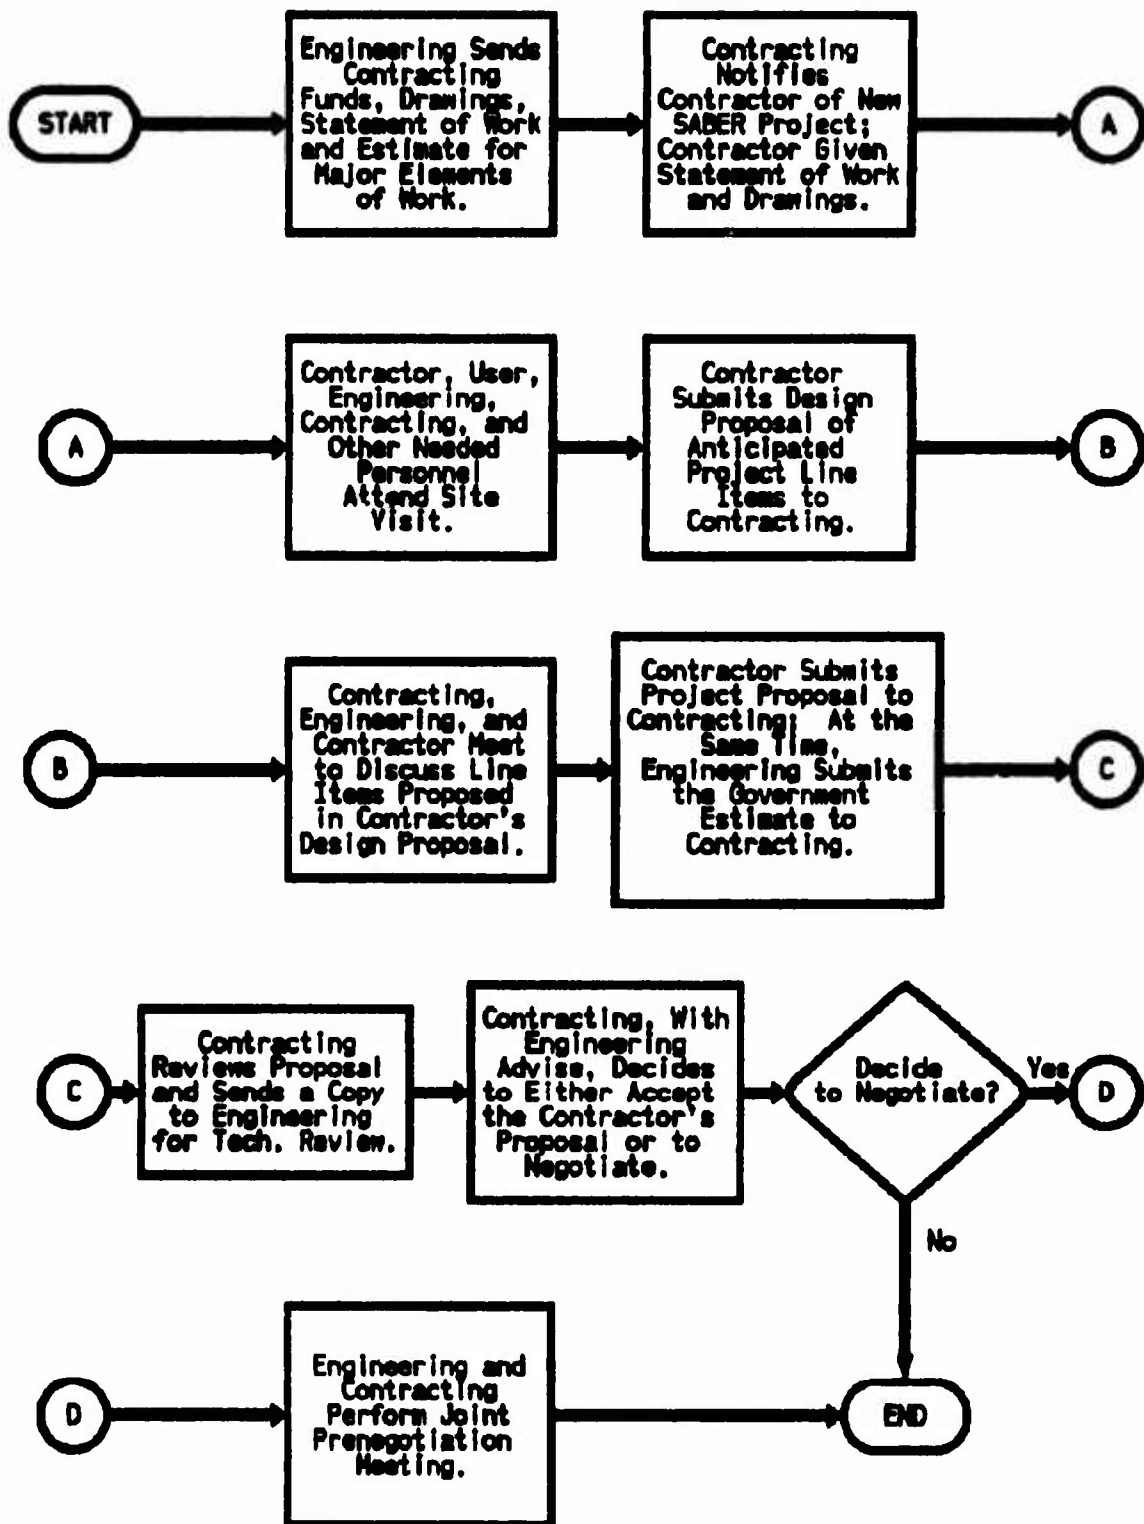 START
Engineering Sends
Contracting
Funds, Drawings,
Statement of Work
and Estimate for
Major Elements
of Work.
Contracting
Notifies
Contractor of New
SABER Project;
Contractor Given
Statement of Work
and Drawings.
A
A
Contractor, User,
Engineering,
Contracting, and
Other Needed
Personnel
Attend Site
Visit.
Contractor
Submits Design
Proposal of
Anticipated
Project Line
Items to
Contracting.
B
B
Contracting,
Engineering, and
Contractor Meet
to Discuss Line
Items Proposed
in Contractor's
Design Proposal.
Contractor Submits
Project Proposal to
Contracting; At the
Same Time,
Engineering Submits
the Government
Estimate to
Contracting.
C
C
Contracting
Reviews Proposal
and Sends a Copy
to Engineering
for Tech. Review.
Contracting, With
Engineering
Advise, Decides
to Either Accept
the Contractor's
Proposal or to
Negotiate.
Decide
to Negotiate?
Yes
D
No
D
Engineering and
Contracting
Perform Joint
Prenegotiation
Meeting.
END